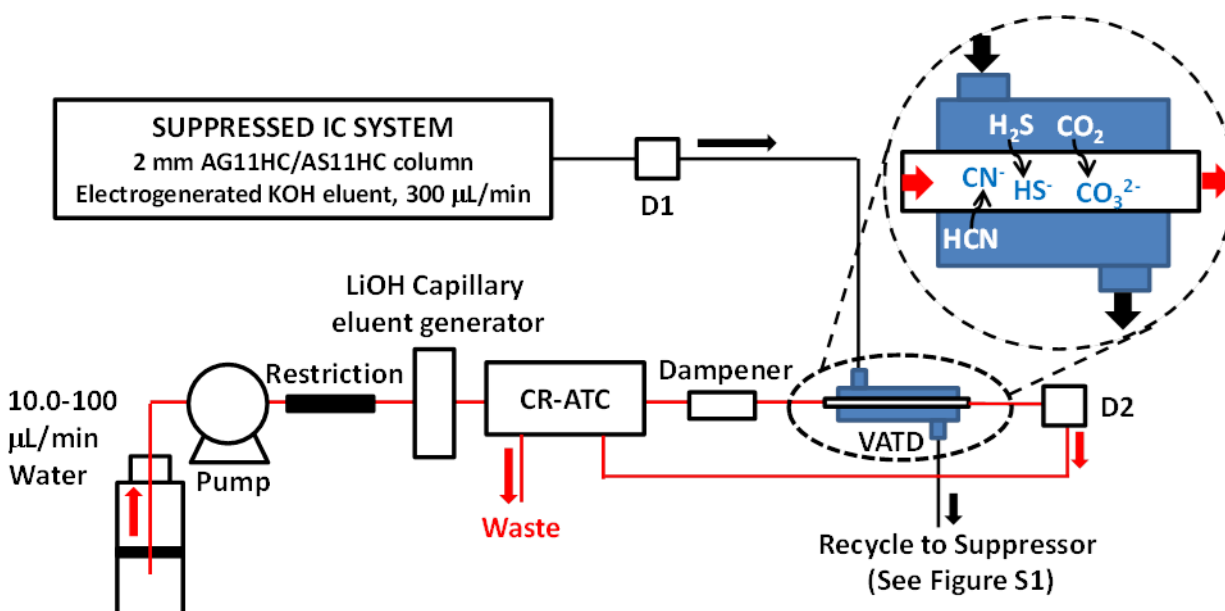 SUPPRESSED IC SYSTEM
2 mm AG11HC/AS11HC column
Electrogenerated KOH eluent, 300 µL/min
D1
H₂S
CO₂
CN⁻
HS⁻
CO₃²⁻
HCN
LiOH Capillary
eluent generator
10.0-100
µL/min
Water
Pump
Restriction
CR-ATC
Dampener
VATD
D2
Waste
Recycle to Suppressor
(See Figure S1)